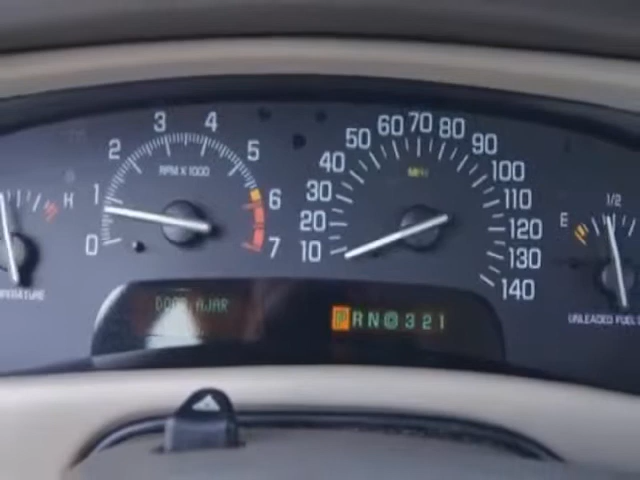 0 1 2 3 4 5 6 7
RPM X 1000
10 20 30 40 50 60 70 80 90 100 110 120 130 140
MPH
H
E 1/2
UNLEADED FUEL
DOOR AJAR
P R N D 3 2 1